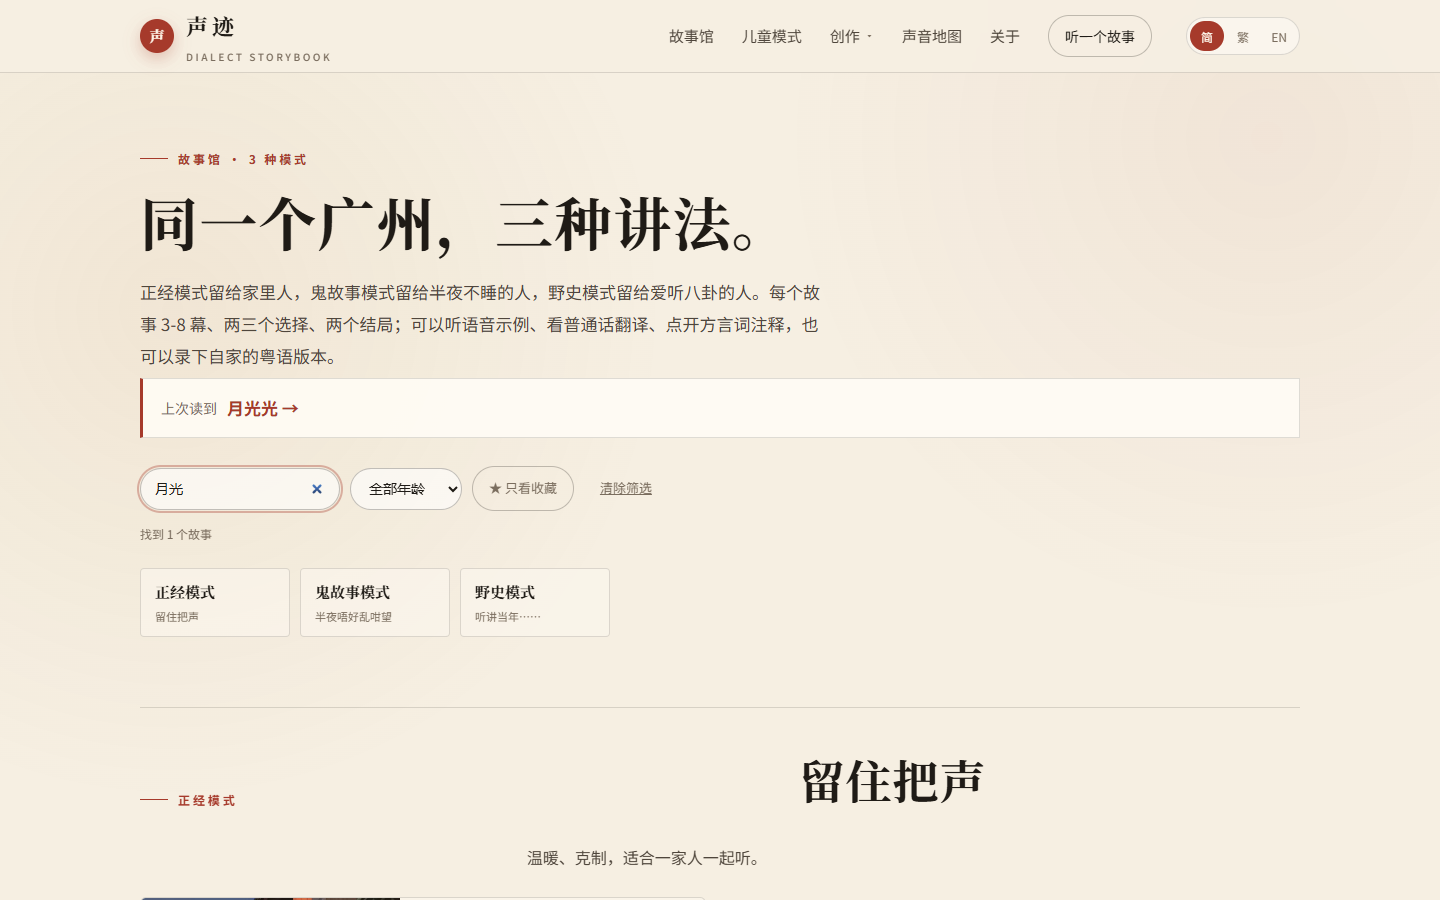 声
声迹
DIALECT STORYBOOK
故事馆
儿童模式
创作
声音地图
关于
听一个故事
简
繁
EN
故事馆 · 3 种模式
同一个广州，三种讲法。
正经模式留给家里人，鬼故事模式留给半夜不睡的人，野史模式留给爱听八卦的人。每个故
事 3-8 幕、两三个选择、两个结局；可以听语音示例、看普通话翻译、点开方言词注释，也
可以录下自家的粤语版本。
上次读到 月光光 →
月光
全部年龄
★ 只看收藏
清除筛选
找到 1 个故事
正经模式
留住把声
鬼故事模式
半夜唔好乱咁望
野史模式
听讲当年……
留住把声
正经模式
温暖、克制，适合一家人一起听。